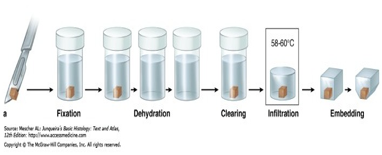 58-60°C
a Fixation Dehydration Clearing Infiltration Embedding
Source: Mescher AL: Junqueira's Basic Histology: Text and Atlas,
12th Edition: http://www.accessmedicine.com
Copyright © The McGraw-Hill Companies, Inc. All rights reserved.